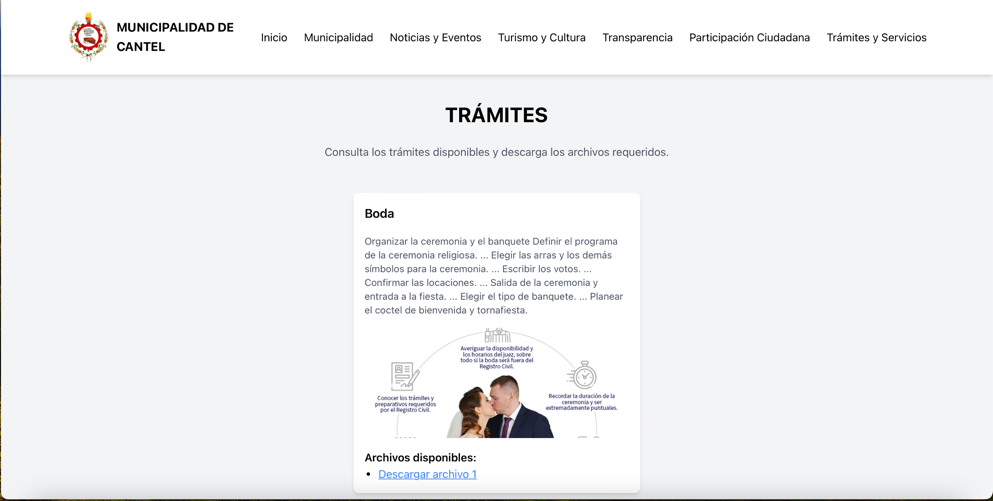 MUNICIPALIDAD DE
CANTEL
Inicio Municipalidad Noticias y Eventos Turismo y Cultura Transparencia Participación Ciudadana Trámites y Servicios
TRÁMITES
Consulta los trámites disponibles y descarga los archivos requeridos.
Boda
Organizar la ceremonia y el banquete Definir el programa
de la ceremonia religiosa. ... Elegir las arras y los demás
símbolos para la ceremonia. ... Escribir los votos. ...
Confirmar las locaciones. ... Salida de la ceremonia y
entrada a la fiesta. ... Elegir el tipo de banquete. ... Planear
el coctel de bienvenida y tornafiesta.
Averiguar la disponibilidad y
los horarios del juez, sobre
todo si la boda será fuera del
Registro Civil.
Conocer los trámites y
preparativos requeridos
por el Registro Civil.
Recordar la duración de la
ceremonia y ser
extremadamente puntuales.
Archivos disponibles:
• Descargar archivo 1